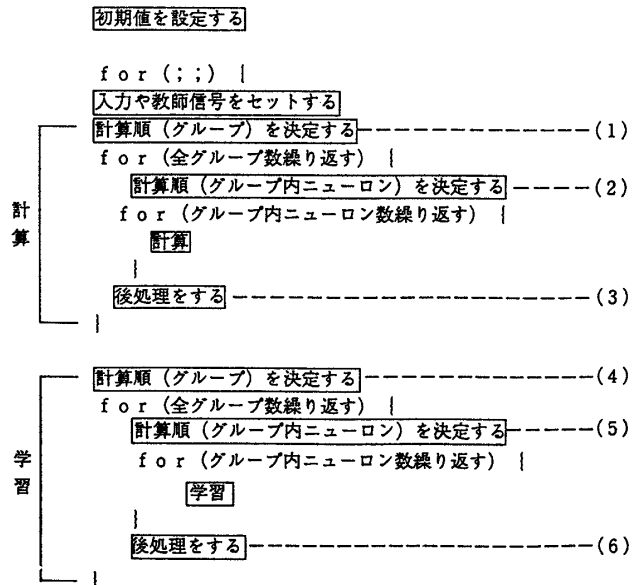 初期値を設定する
for (;;) {
入力や教師信号をセットする
計算順(グループ)を決定する (1)
for (全グループ数繰り返す) {
計算順(グループ内ニューロン)を決定する (2)
for (グループ内ニューロン数繰り返す) {
計算
}
後処理をする (3)
}
計算
計算順(グループ)を決定する (4)
for (全グループ数繰り返す) {
計算順(グループ内ニューロン)を決定する (5)
for (グループ内ニューロン数繰り返す) {
学習
}
後処理をする (6)
}
学習